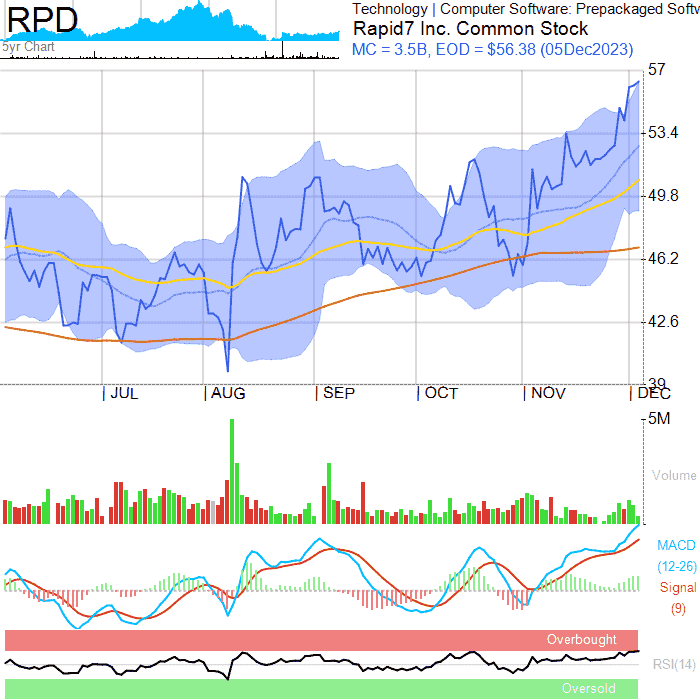 RPD
5yr Chart
Technology | Computer Software: Prepackaged Softw
Rapid7 Inc. Common Stock
MC = 3.5B, EOD = $56.38 (05Dec2023)
57
53.4
49.8
46.2
42.6
39
| JUL | AUG | SEP | OCT | NOV | DEC
5M
Volume
MACD
(12-26)
Signal
(9)
Overbought
RSI(14)
Oversold